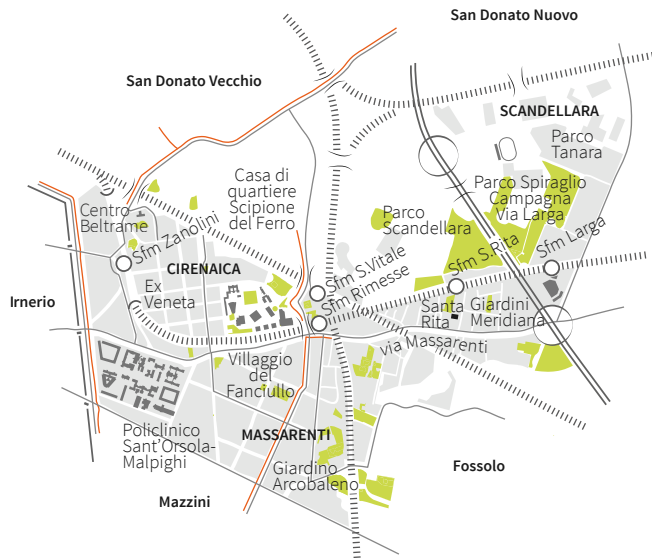 San Donato Nuovo
San Donato Vecchio
SCANDELLARA
Parco
Tanara
Casa di
quartiere
Scipione
del Ferro
Parco Spiraglio
Campagna
Via Larga
Centro
Beltrame
Parco
Scandellara
Sfm Zanolini
Sfm S.Vitale
Sfm S.Rita
Sfm Larga
CIRENAICA
Ex
Veneta
Sfm Rimesse
Irnerio
Santa
Rita
Giardini
Meridiana
via Massarenti
Villaggio
del
Fanciullo
Policlinico
Sant'Orsola-
Malpighi
MASSARENTI
Giardino
Arcobaleno
Fossolo
Mazzini